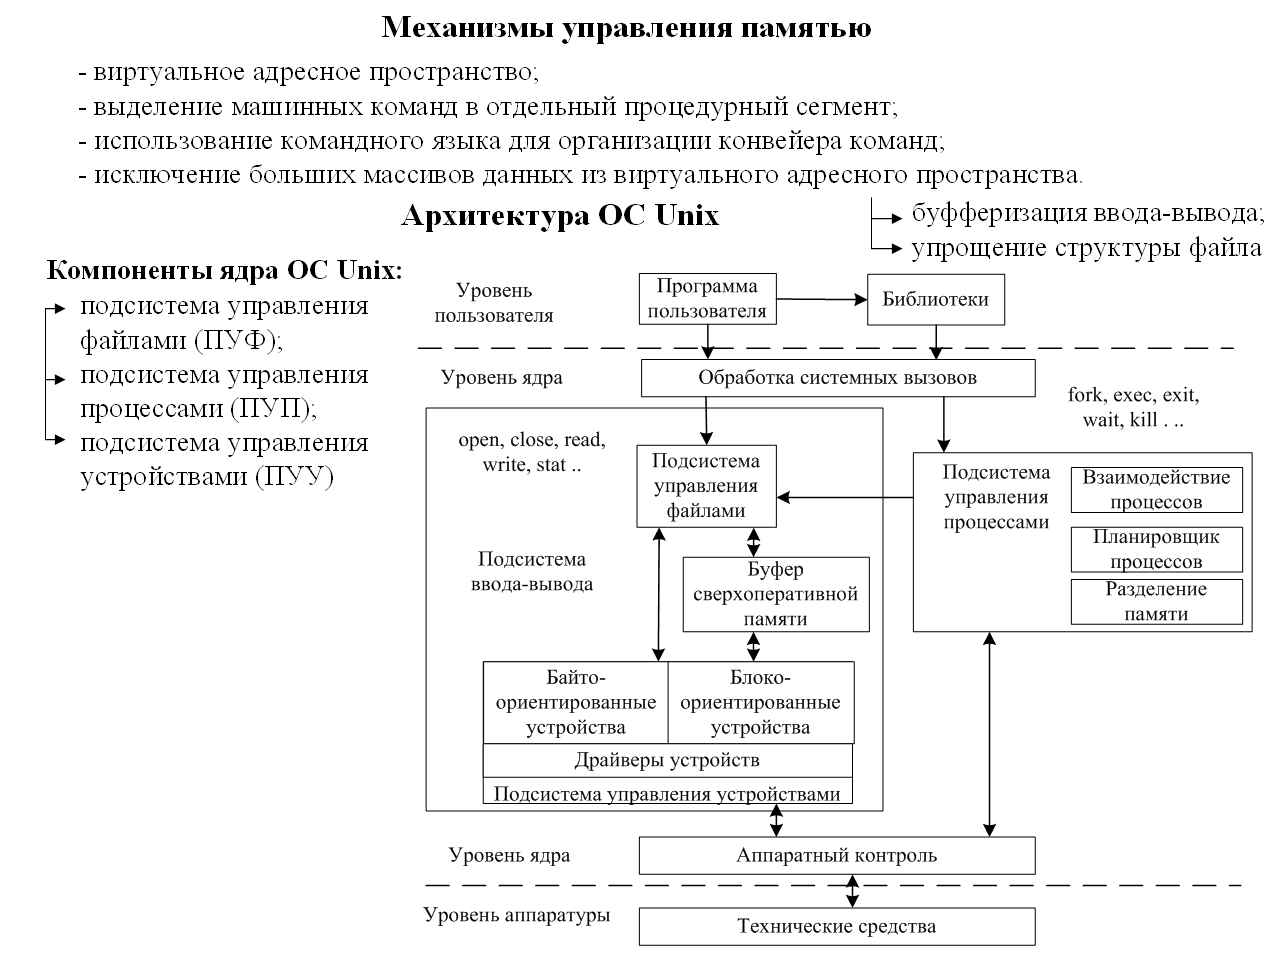 Механизмы управления памятью
- виртуальное адресное пространство;
- выделение машинных команд в отдельный процедурный сегмент;
- использование командного языка для организации конвейера команд;
- исключение больших массивов данных из виртуального адресного пространства.
буфферизация ввода-вывода;
упрощение структуры файла
Архитектура ОС Unix
Компоненты ядра ОС Unix:
подсистема управления
файлами (ПУФ);
подсистема управления
процессами (ПУП);
подсистема управления
устройствами (ПУУ)
Уровень
пользователя
Программа
пользователя
Библиотеки
Уровень ядра
Обработка системных вызовов
fork, exec, exit,
wait, kill . ..
open, close, read,
write, stat ..
Подсистема
управления
файлами
Подсистема
управления
процессами
Взаимодействие
процессов
Планировщик
процессов
Разделение
памяти
Подсистема
ввода-вывода
Буфер
сверхоперативной
памяти
Байто-
ориентированные
устройства
Блоко-
ориентированные
устройства
Драйверы устройств
Подсистема управления устройствами
Уровень ядра
Аппаратный контроль
Уровень аппаратуры
Технические средства